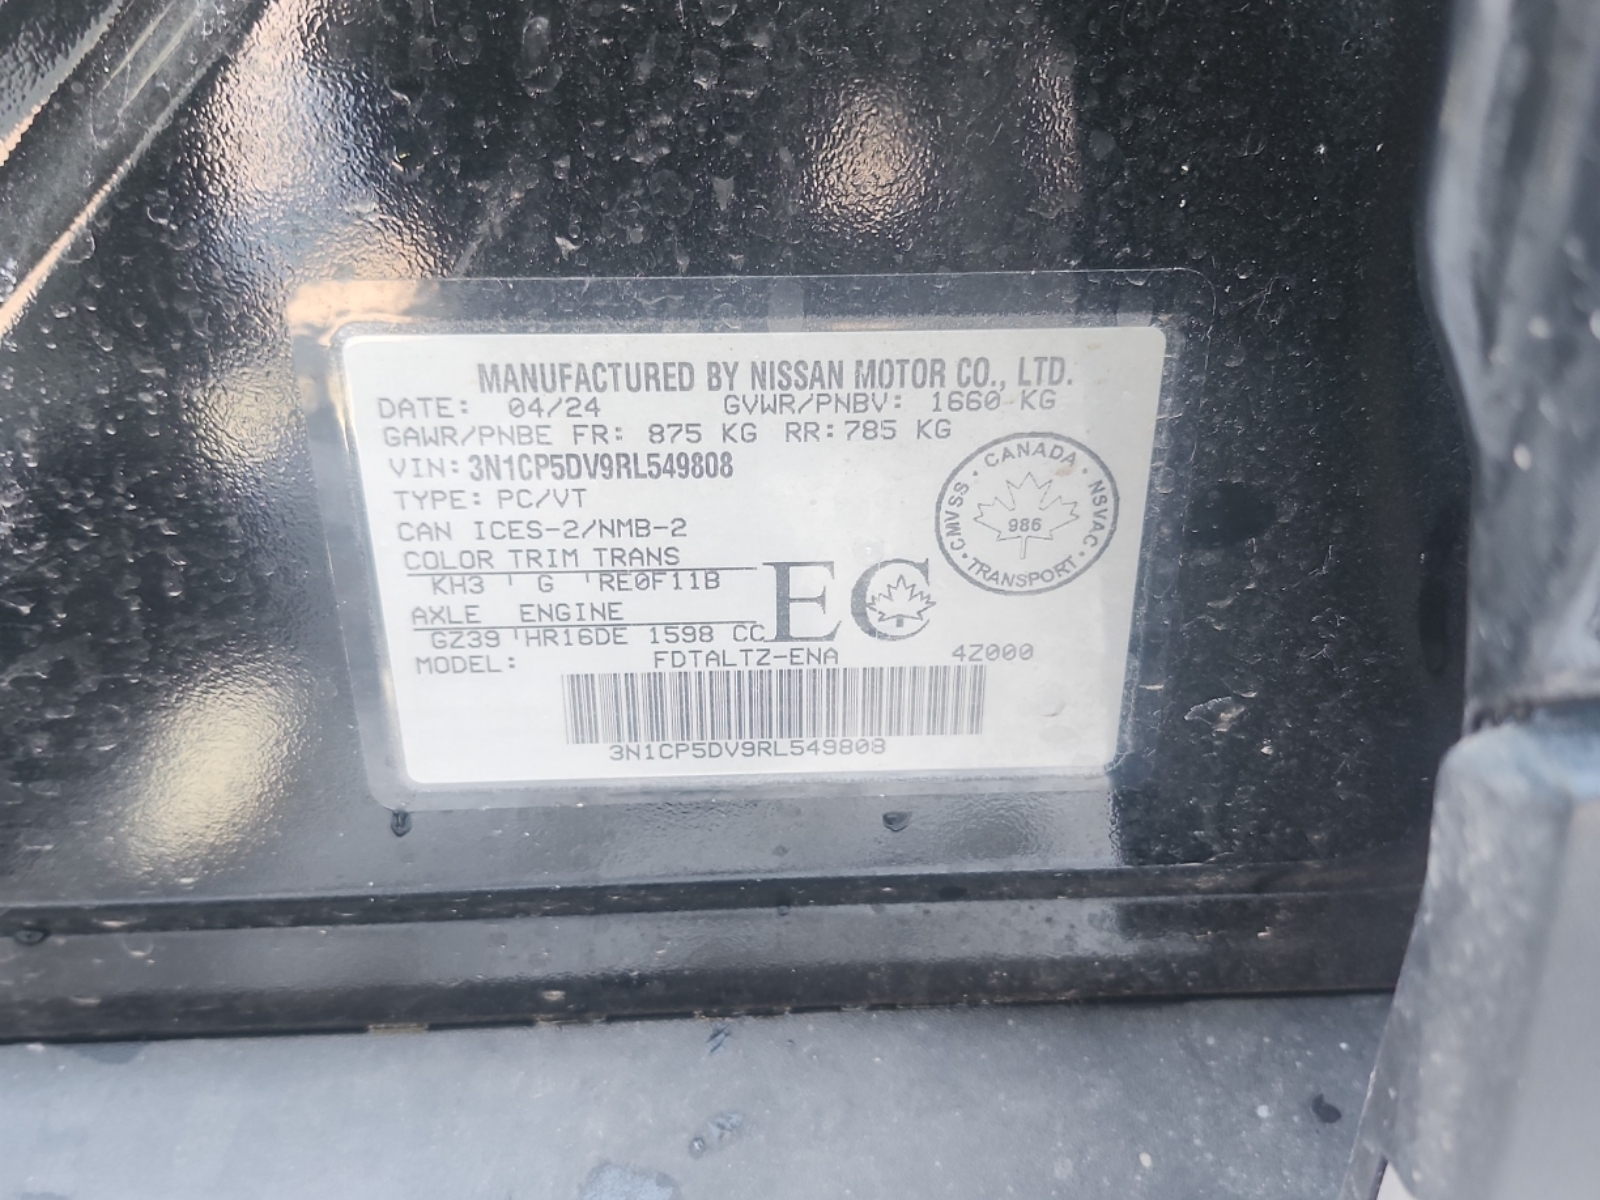 MANUFACTURED BY NISSAN MOTOR CO., LTD.
DATE: 04/24 GVWR/PNBV: 1660 KG
GAWR/PNBE FR: 875 KG RR:785 KG
VIN: 3N1CP5DV9RL549808
TYPE: PC/VT
CAN ICES-2/NMB-2
COLOR TRIM TRANS
KH3 G RE0F11B
AXLE ENGINE
GZ39 HR16DE 1598 CC
MODEL: FDTALTZ-ENA 4Z000
3N1CP5DV9RL549808
EC
CANADA · NSVAC · TRANSPORT · CMVSS ·
986